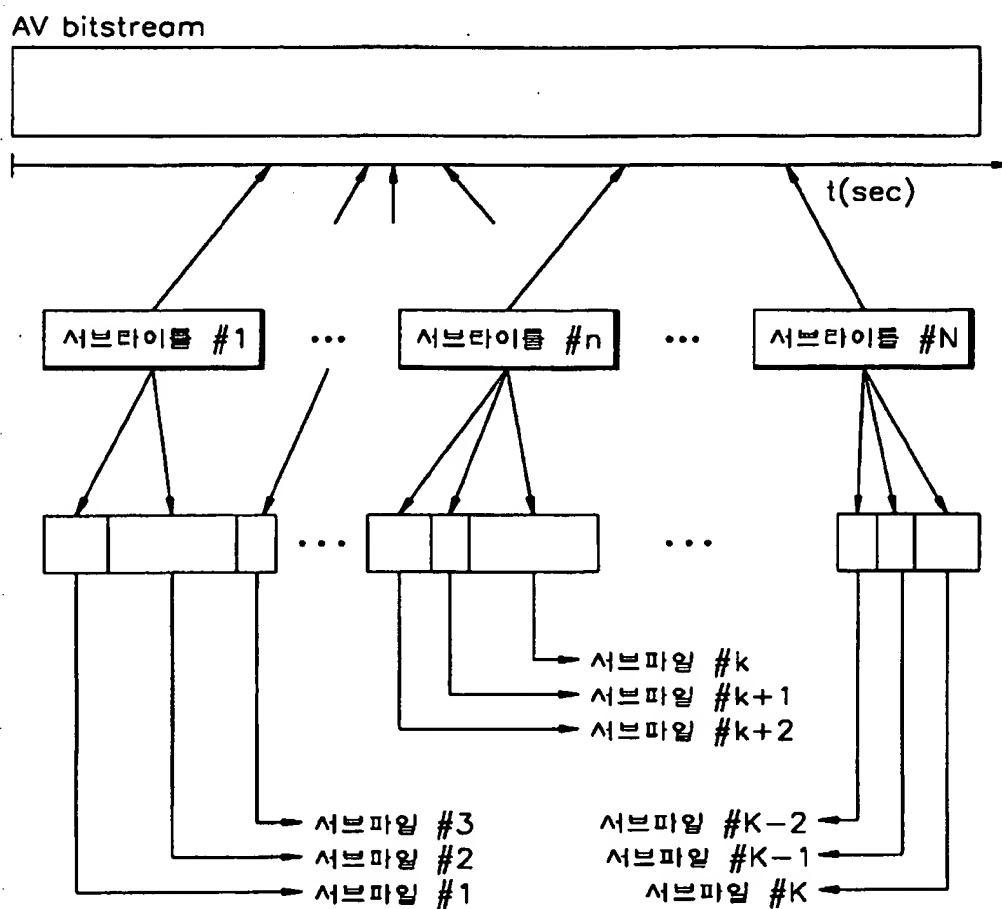 AV bitstream
t(sec)
서브타이틀 #1
...
서브타이틀 #n
...
서브타이틀 #N
...
...
서브파일 #k
서브파일 #k+1
서브파일 #k+2
서브파일 #3
서브파일 #K-2
서브파일 #2
서브파일 #K-1
서브파일 #1
서브파일 #K